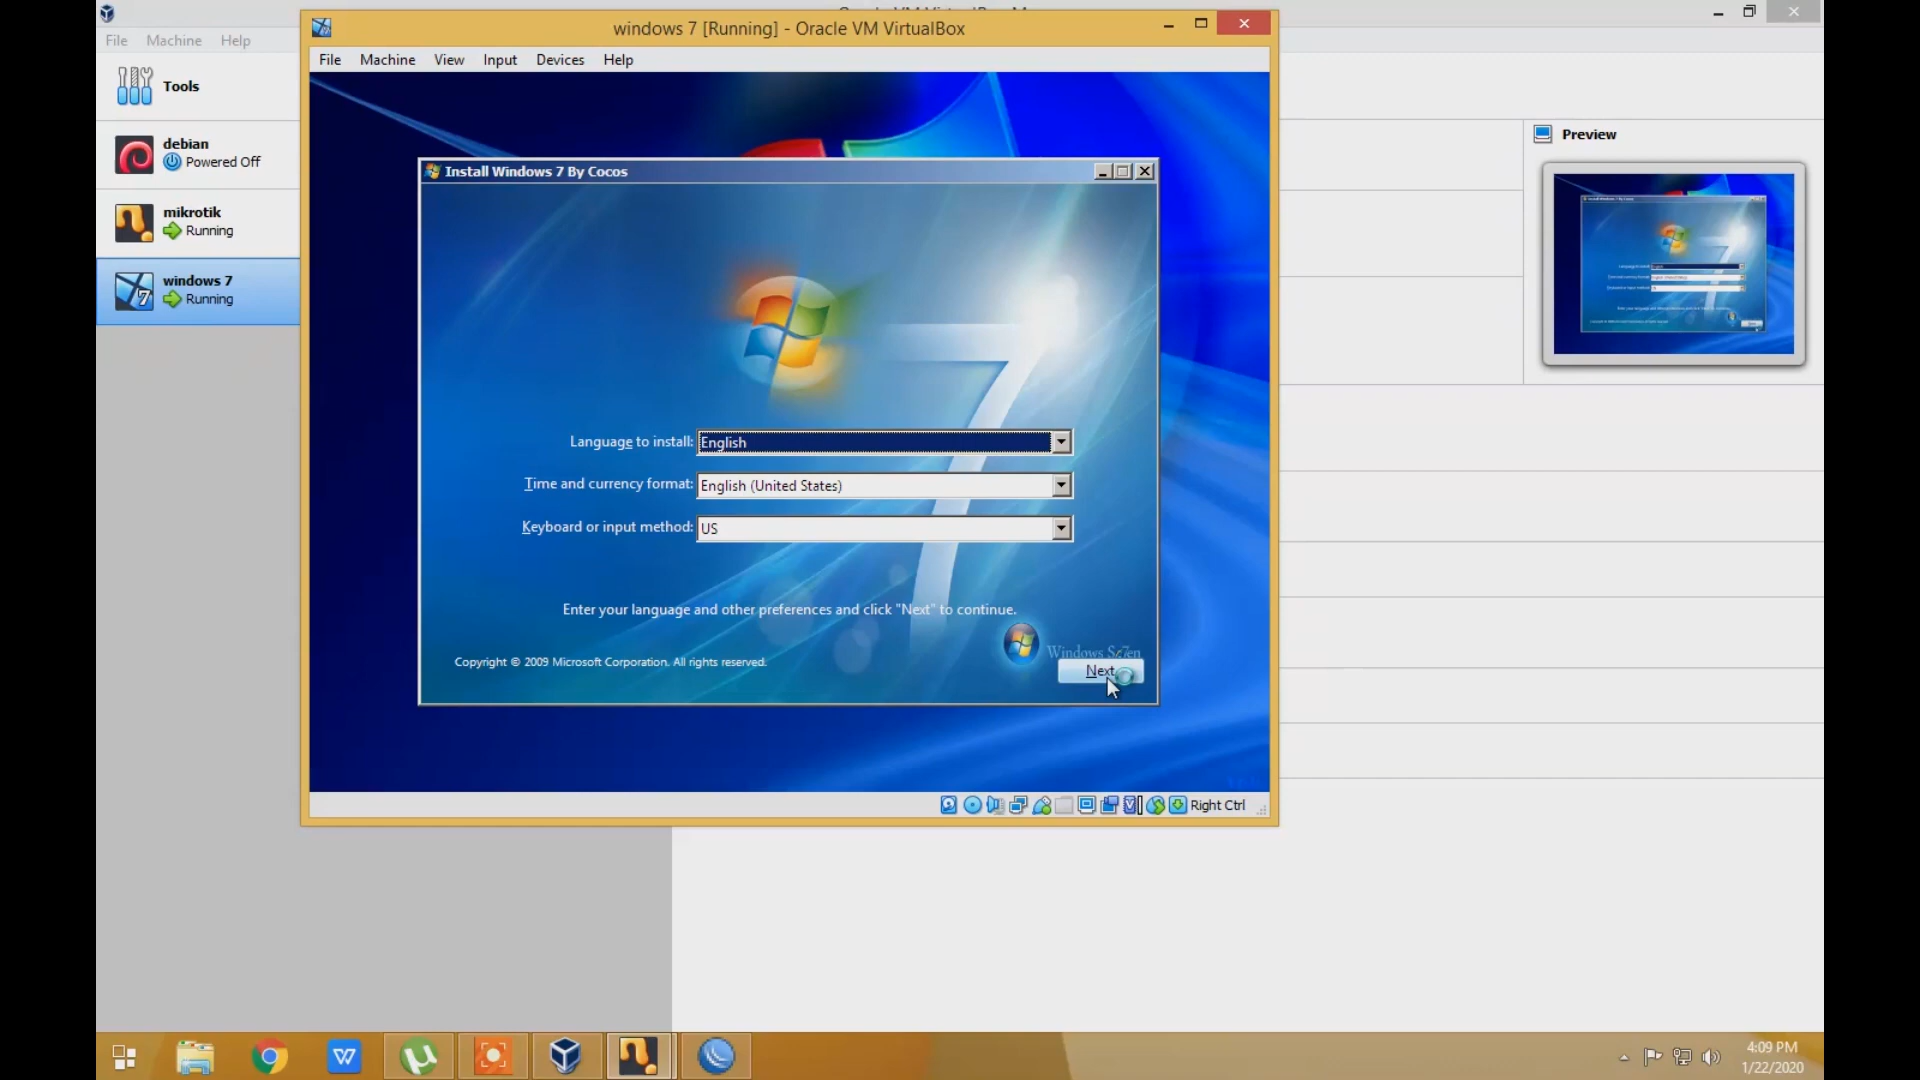 windows 7 [Running] - Oracle VM VirtualBox
File Machine Help
File Machine View Input Devices Help
Tools
debian
Powered Off
mikrotik
Running
windows 7
Running
Preview
Install Windows 7 By Cocos
Language to install: English
Time and currency format: English (United States)
Keyboard or input method: US
Enter your language and other preferences and click "Next" to continue.
Copyright © 2009 Microsoft Corporation. All rights reserved.
Next
Right Ctrl
4:09 PM
1/22/2020